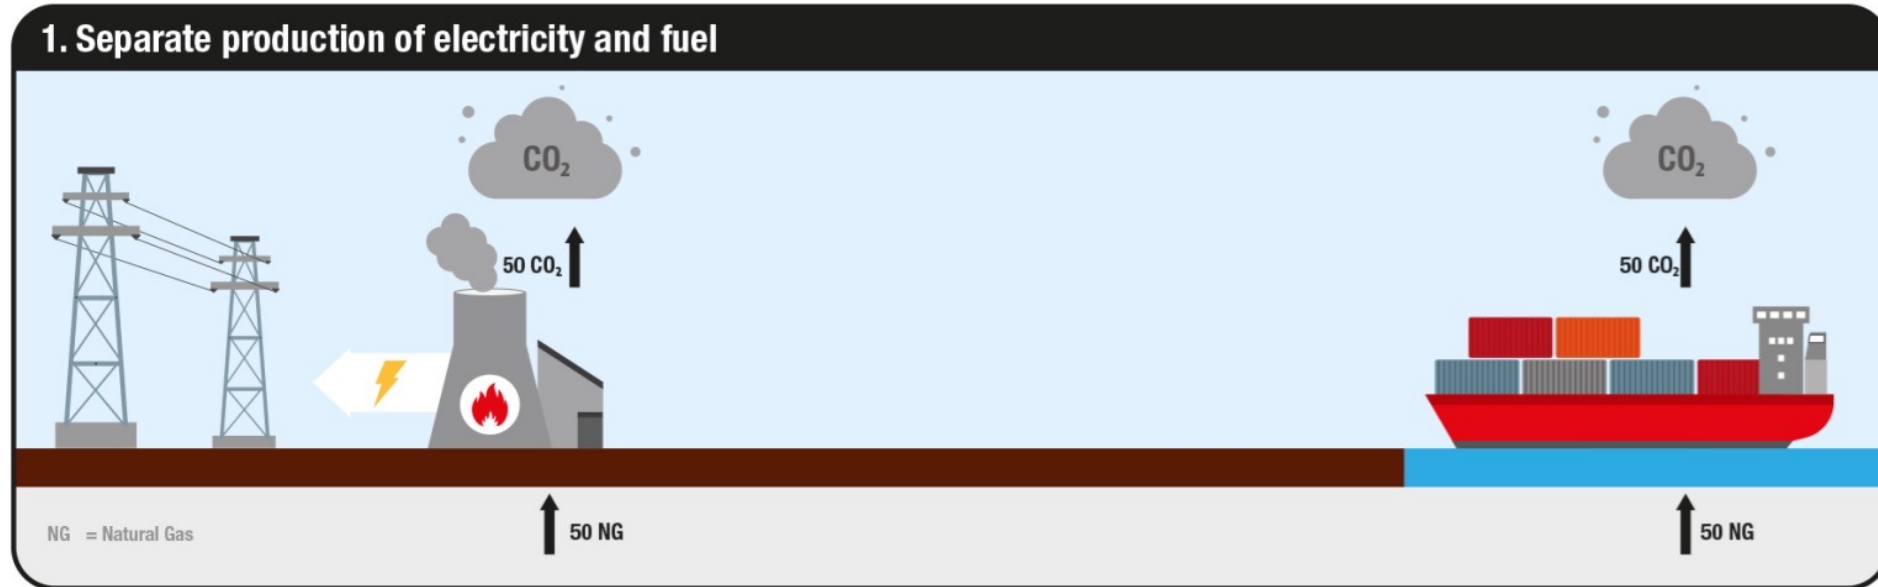 1. Separate production of electricity and fuel
CO₂
CO₂
50 CO₂
50 CO₂
NG = Natural Gas
50 NG
50 NG